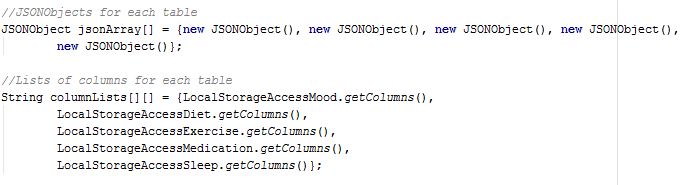 //JSONObjects for each table
JSONObject jsonArray[] = {new JSONObject(), new JSONObject(), new JSONObject(), new JSONObject(),
        new JSONObject()};

//Lists of columns for each table
String columnLists[][] = {LocalStorageAccessMood.getColumns(),
        LocalStorageAccessDiet.getColumns(),
        LocalStorageAccessExercise.getColumns(),
        LocalStorageAccessMedication.getColumns(),
        LocalStorageAccessSleep.getColumns()};